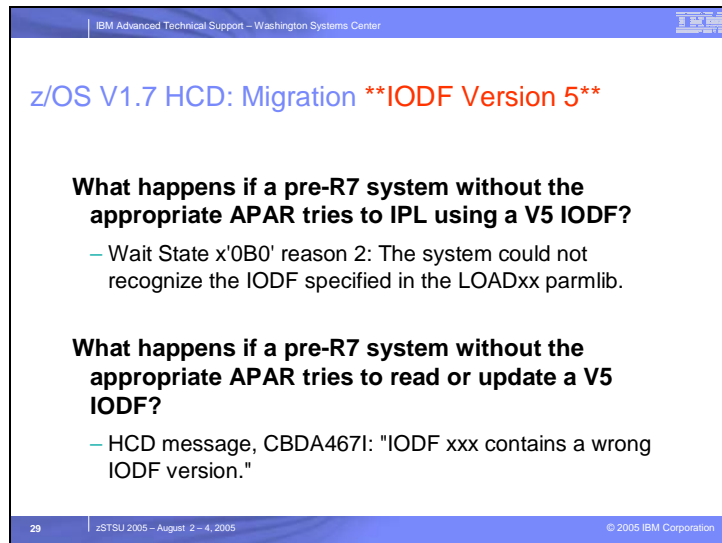 IBM Advanced Technical Support – Washington Systems Center
IBM
z/OS V1.7 HCD: Migration **IODF Version 5**
What happens if a pre-R7 system without the
appropriate APAR tries to IPL using a V5 IODF?
– Wait State x'0B0' reason 2: The system could not
recognize the IODF specified in the LOADxx parmlib.
What happens if a pre-R7 system without the
appropriate APAR tries to read or update a V5
IODF?
– HCD message, CBDA467I: "IODF xxx contains a wrong
IODF version."
29
zSTSU 2005 – August 2 – 4, 2005
© 2005 IBM Corporation